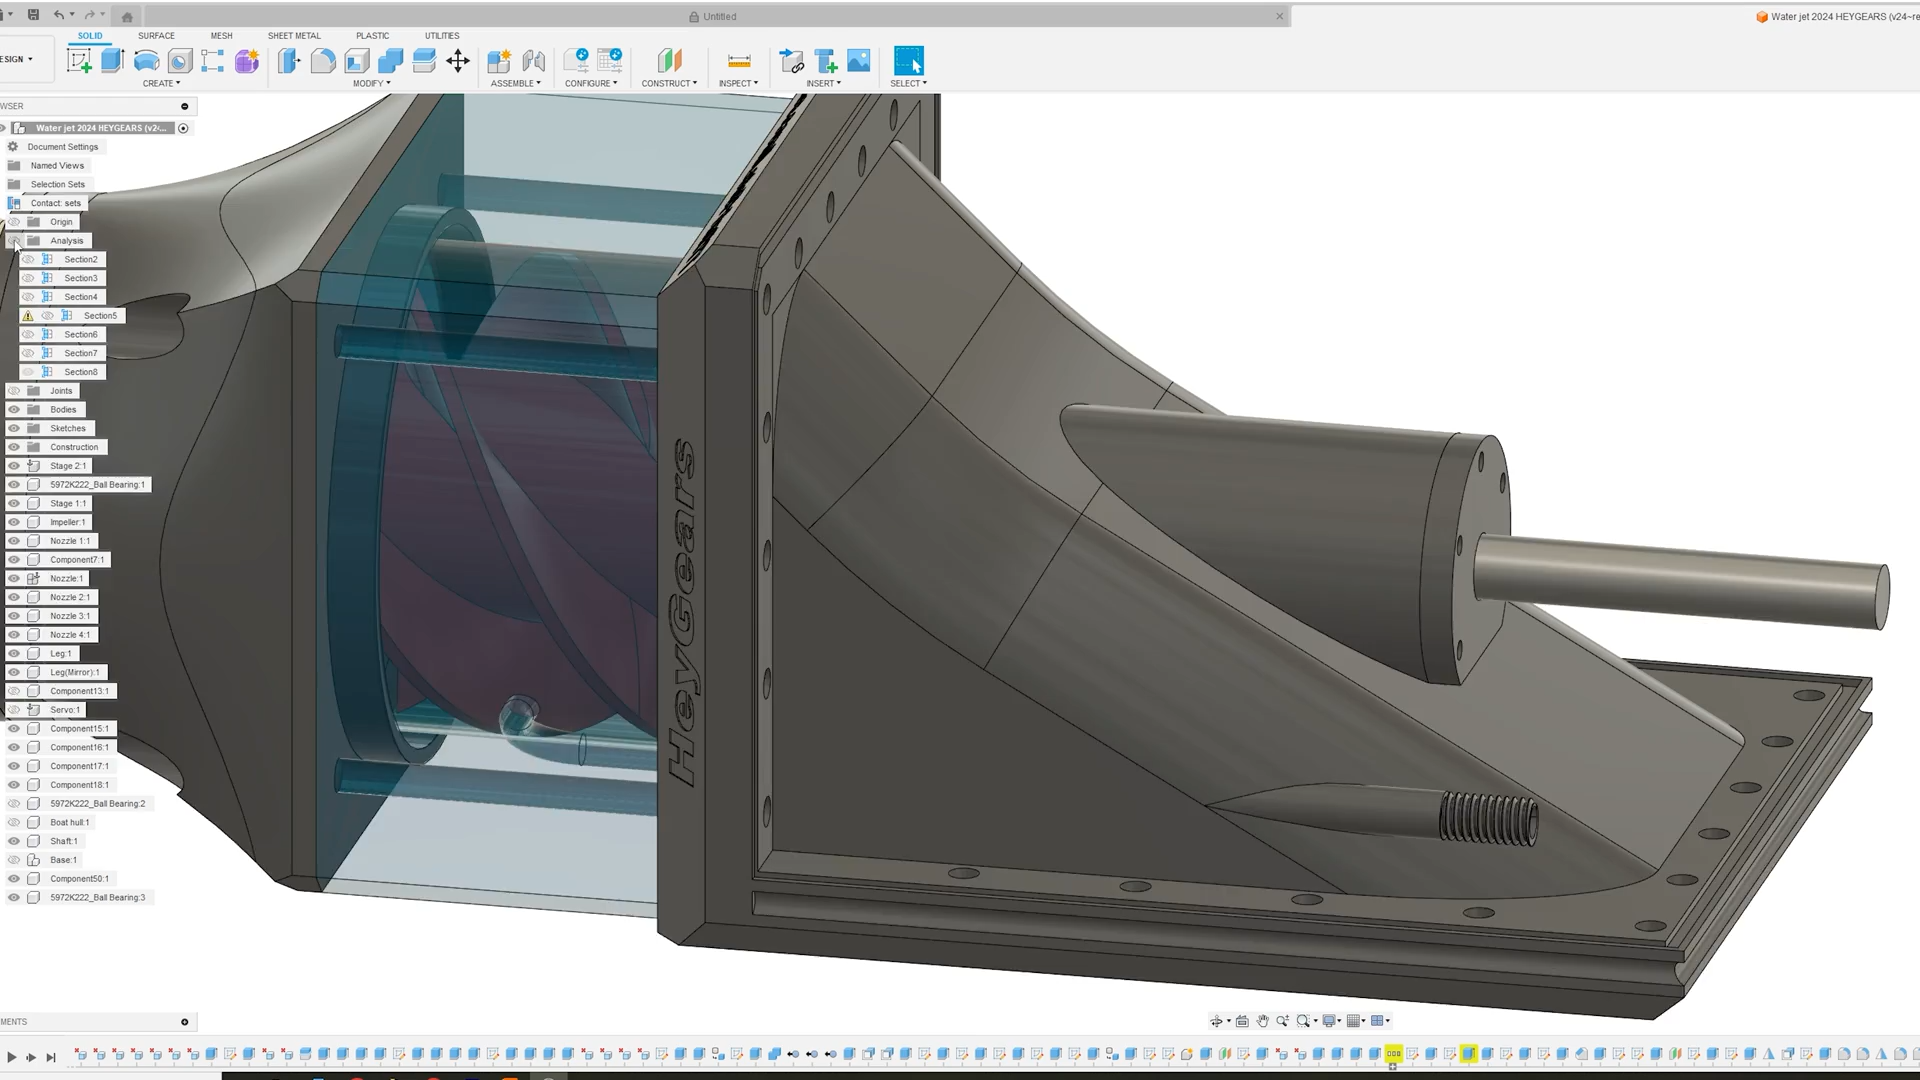 Untitled
Water jet 2024 HEYGEARS (v24~re
SOLID SURFACE MESH SHEET METAL PLASTIC UTILITIES
ESIGN
CREATE MODIFY ASSEMBLE CONFIGURE CONSTRUCT INSPECT INSERT SELECT
WSER
Water jet 2024 HEYGEARS (v2~...
Document Settings
Named Views
Selection Sets
Contact: sets
Origin
Analysis
Section2
Section3
Section4
Section5
Section6
Section7
Section8
Joints
Bodies
Sketches
Construction
Stage 2:1
5972K222_Ball Bearing:1
Stage 1:1
Impeller:1
Nozzle 1:1
Component7:1
Nozzle:1
Nozzle 2:1
Nozzle 3:1
Nozzle 4:1
Leg:1
Leg(Mirror):1
Component13:1
Servo:1
Component15:1
Component16:1
Component17:1
Component18:1
5972K222_Ball Bearing:2
Boat hull:1
Shaft:1
Base:1
Component50:1
5972K222_Ball Bearing:3
HeyGears
MENTS